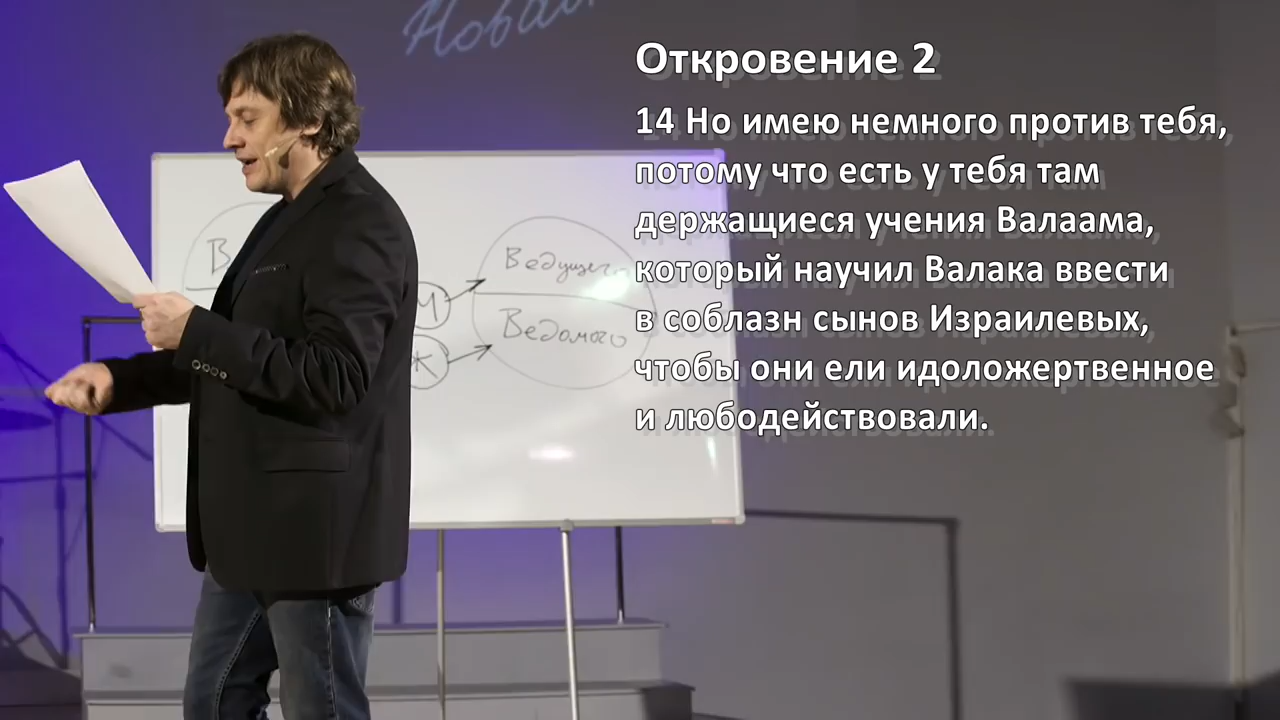 Откровение 2
14 Но имею немного против тебя,
потому что есть у тебя там
держащиеся учения Валаама,
который научил Валака ввести
в соблазн сынов Израилевых,
чтобы они ели идоложертвенное
и любодействовали.
В
М
Ж
Ведомого